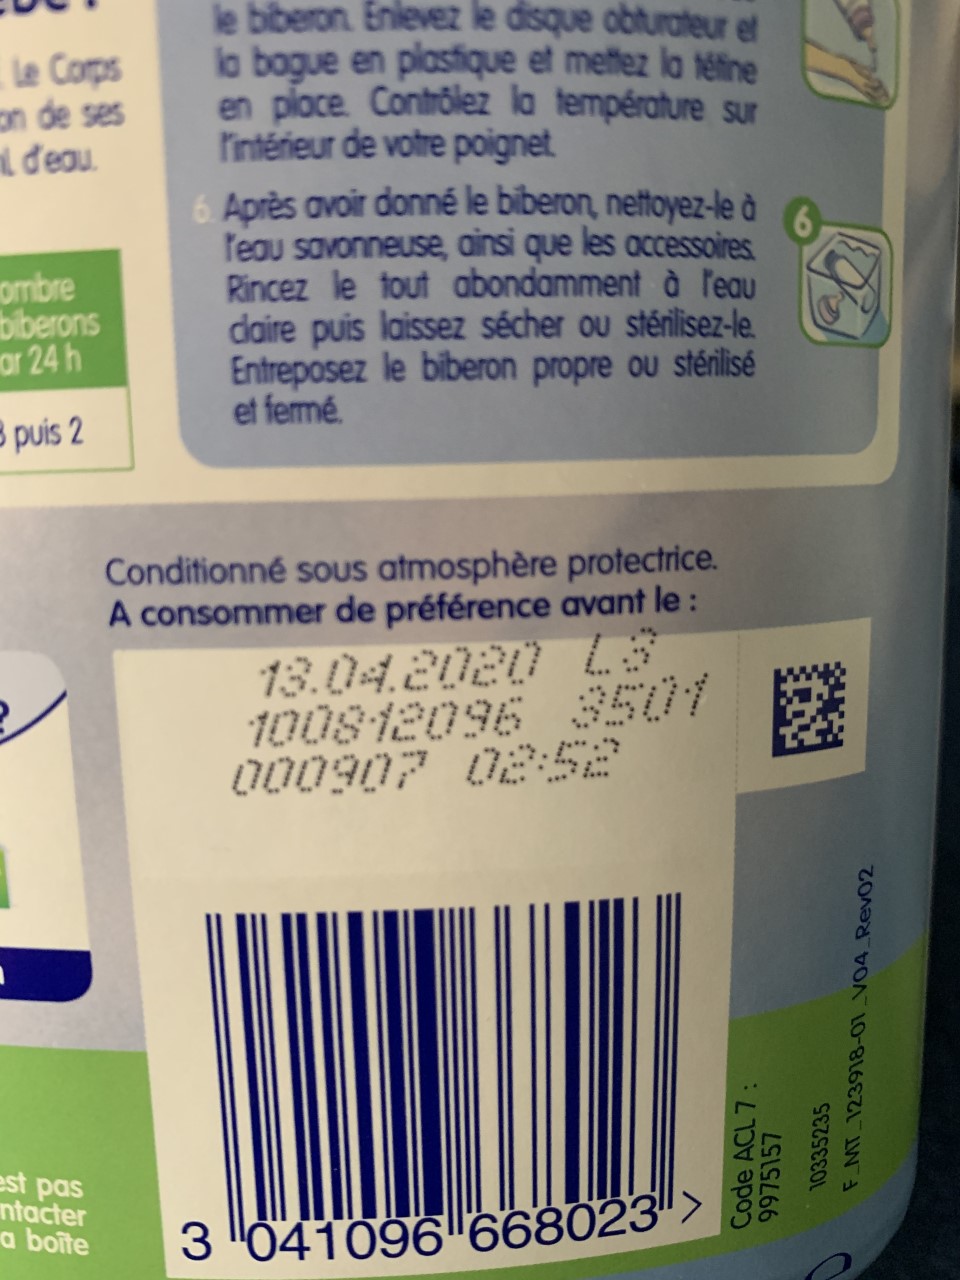 . Le Corps
on de ses
d'eau.
ombre
biberons
ar 24 h
3 puis 2
le biberon. Enlevez le disque obturateur et
la bague en plastique et mettez la tétine
en place. Contrôlez la température sur
l'intérieur de votre poignet.
6. Après avoir donné le biberon, nettoyez-le à
l'eau savonneuse, ainsi que les accessoires.
Rincez le tout abondamment à l'eau
claire puis laissez sécher ou stérilisez-le.
Entreposez le biberon propre ou stérilisé
et fermé.
6
Conditionné sous atmosphère protectrice.
A consommer de préférence avant le :
13.04.2020 L3
100812096 3501
000907 02:52
?
est pas
ntacter
a boîte
3 041096 668023 >
Code ACL 7 :
9975157
10335235
F_MT_123918-01_V04_Rev02